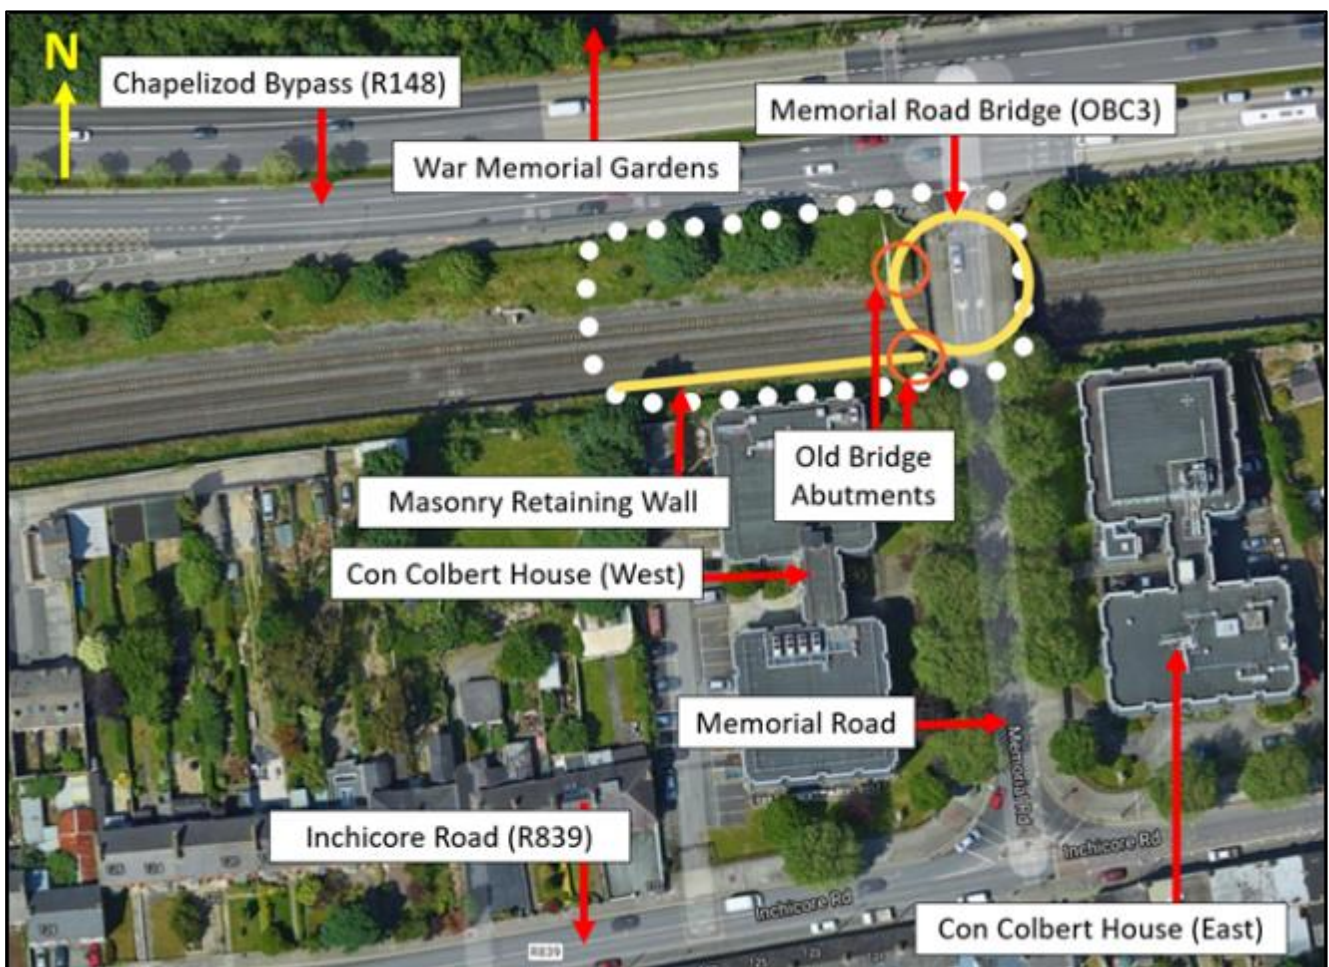 N
Chapelizod Bypass (R148)
War Memorial Gardens
Memorial Road Bridge (OBC3)
Old Bridge
Abutments
Masonry Retaining Wall
Con Colbert House (West)
Memorial Road
Memorial Rd
Inchicore Road (R839)
Inchicore Rd
Inchicore Rd
R839
Con Colbert House (East)